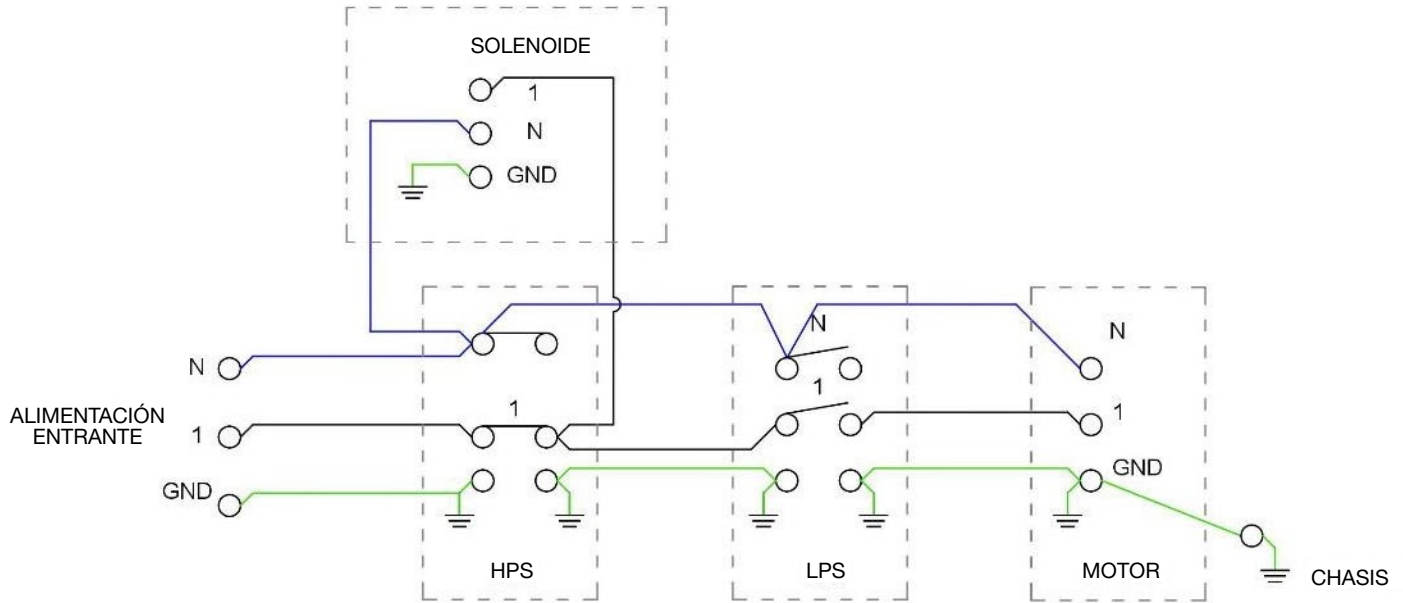 SOLENOIDE
1
N
GND
N
N
N
ALIMENTACIÓN
ENTRANTE
1
1
1
1
GND
GND
HPS
LPS
MOTOR
CHASIS